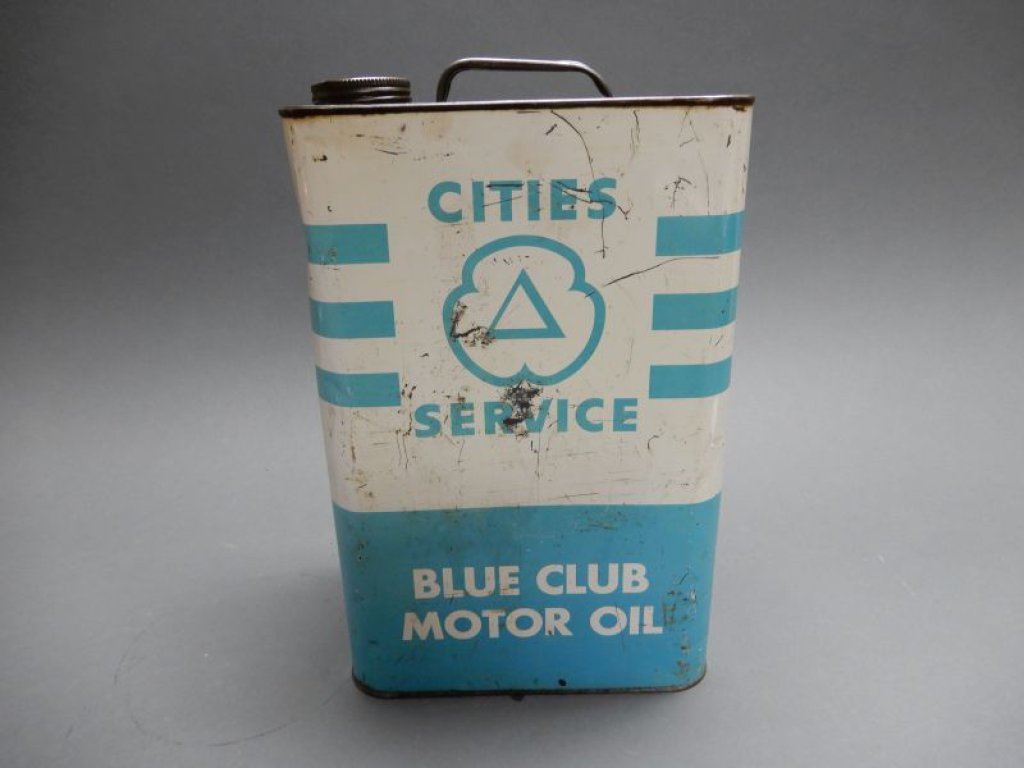 CITIES
SERVICE
BLUE CLUB
MOTOR OIL